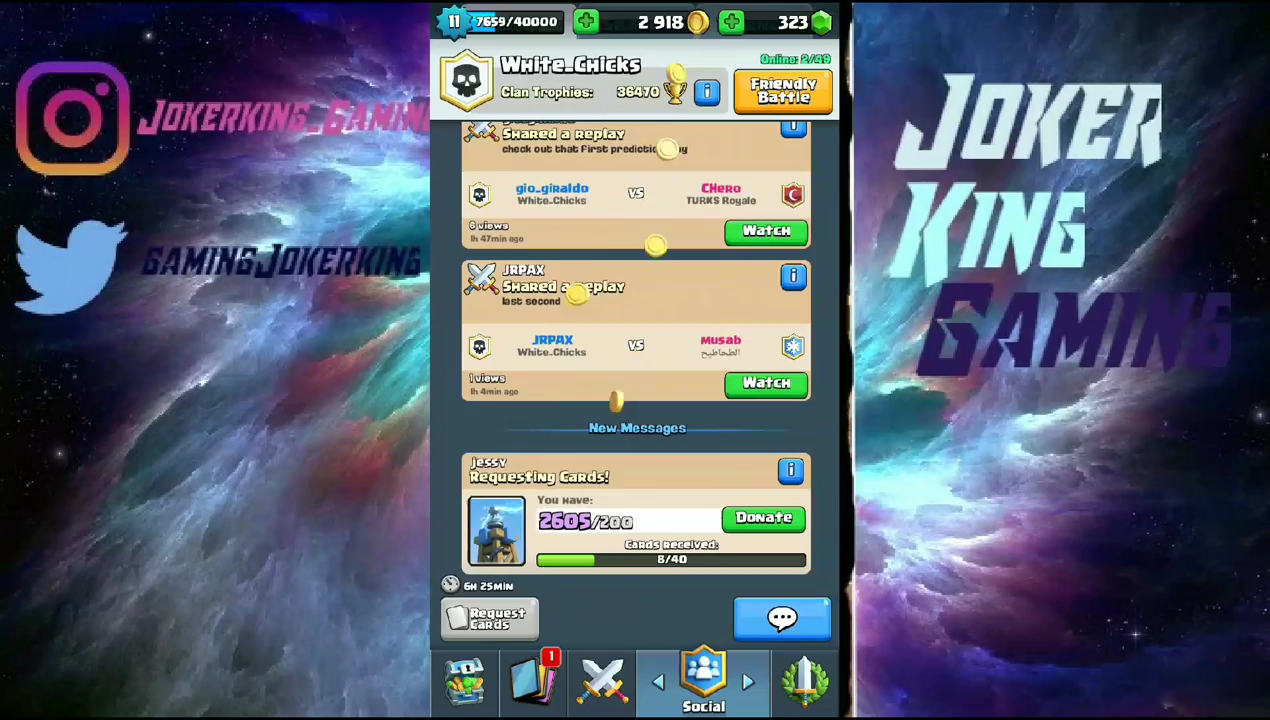 JOKERKING_GAMING
GAMINGJOKERKING
JOKER
KING
GAMING
11
7659/40000
2 918
323
White_Chicks
Online: 2/49
Clan Trophies: 36470
Friendly
Battle
Shared a replay
check out that First
gio_giraldo
White_Chicks
VS
CHero
TURKS Royale
1h 47min ago
views
Watch
JRPAX
Shared a replay
last second
JRPAX
White_Chicks
VS
Musab
الطحاطيح
1 views
1h 4min ago
Watch
New Messages
Jessy
Requesting Cards!
You have:
2605/200
Donate
Cards received:
8/40
6h 25min
Request
Cards
1
Social